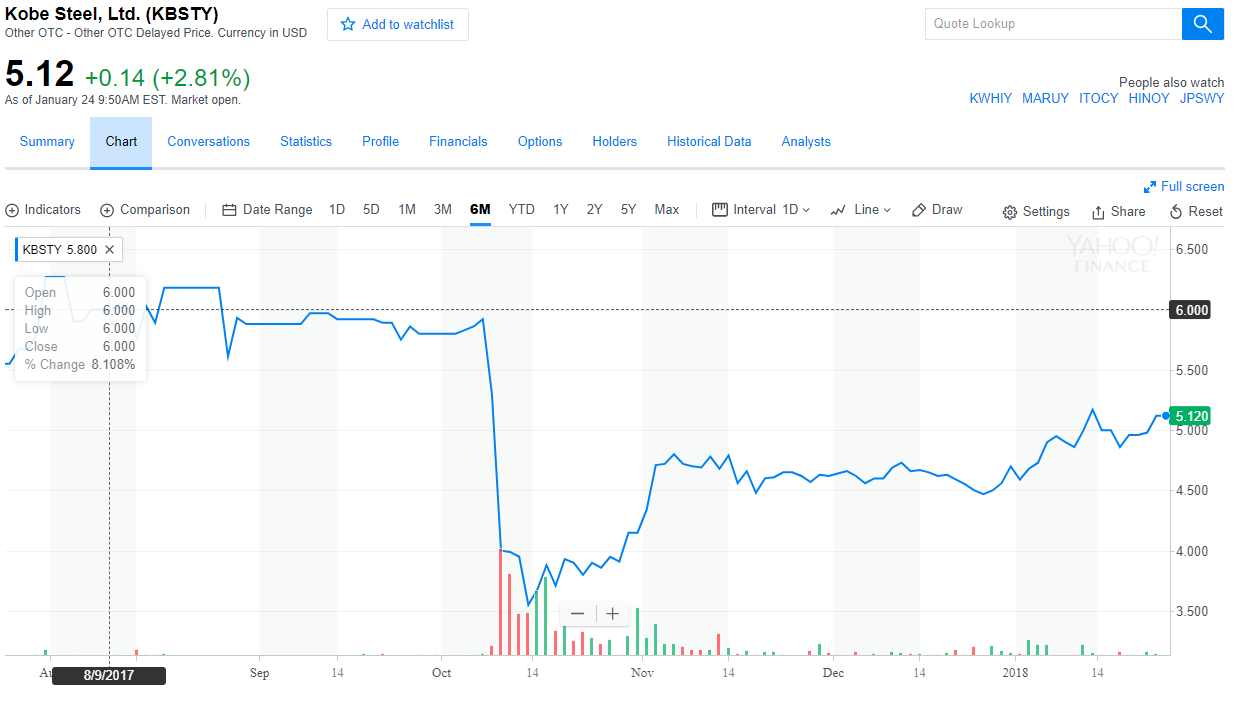 Kobe Steel, Ltd. (KBSTY)
Other OTC - Other OTC Delayed Price. Currency in USD
Add to watchlist
Quote Lookup
5.12 +0.14 (+2.81%)
As of January 24 9:50AM EST. Market open.
People also watch
KWHIY MARUY ITOCY HINOY JPSWY
Summary Chart Conversations Statistics Profile Financials Options Holders Historical Data Analysts
Full screen
Indicators Comparison Date Range 1D 5D 1M 3M 6M YTD 1Y 2Y 5Y Max Interval 1D Line Draw Settings Share Reset
KBSTY 5.800
YAHOO!
FINANCE
Open 6.000
High 6.000
Low 6.000
Close 6.000
% Change 8.108%
6.500
6.000
5.500
5.120
5.000
4.500
4.000
3.500
8/9/2017 Sep 14 Oct 14 Nov 14 Dec 14 2018 14